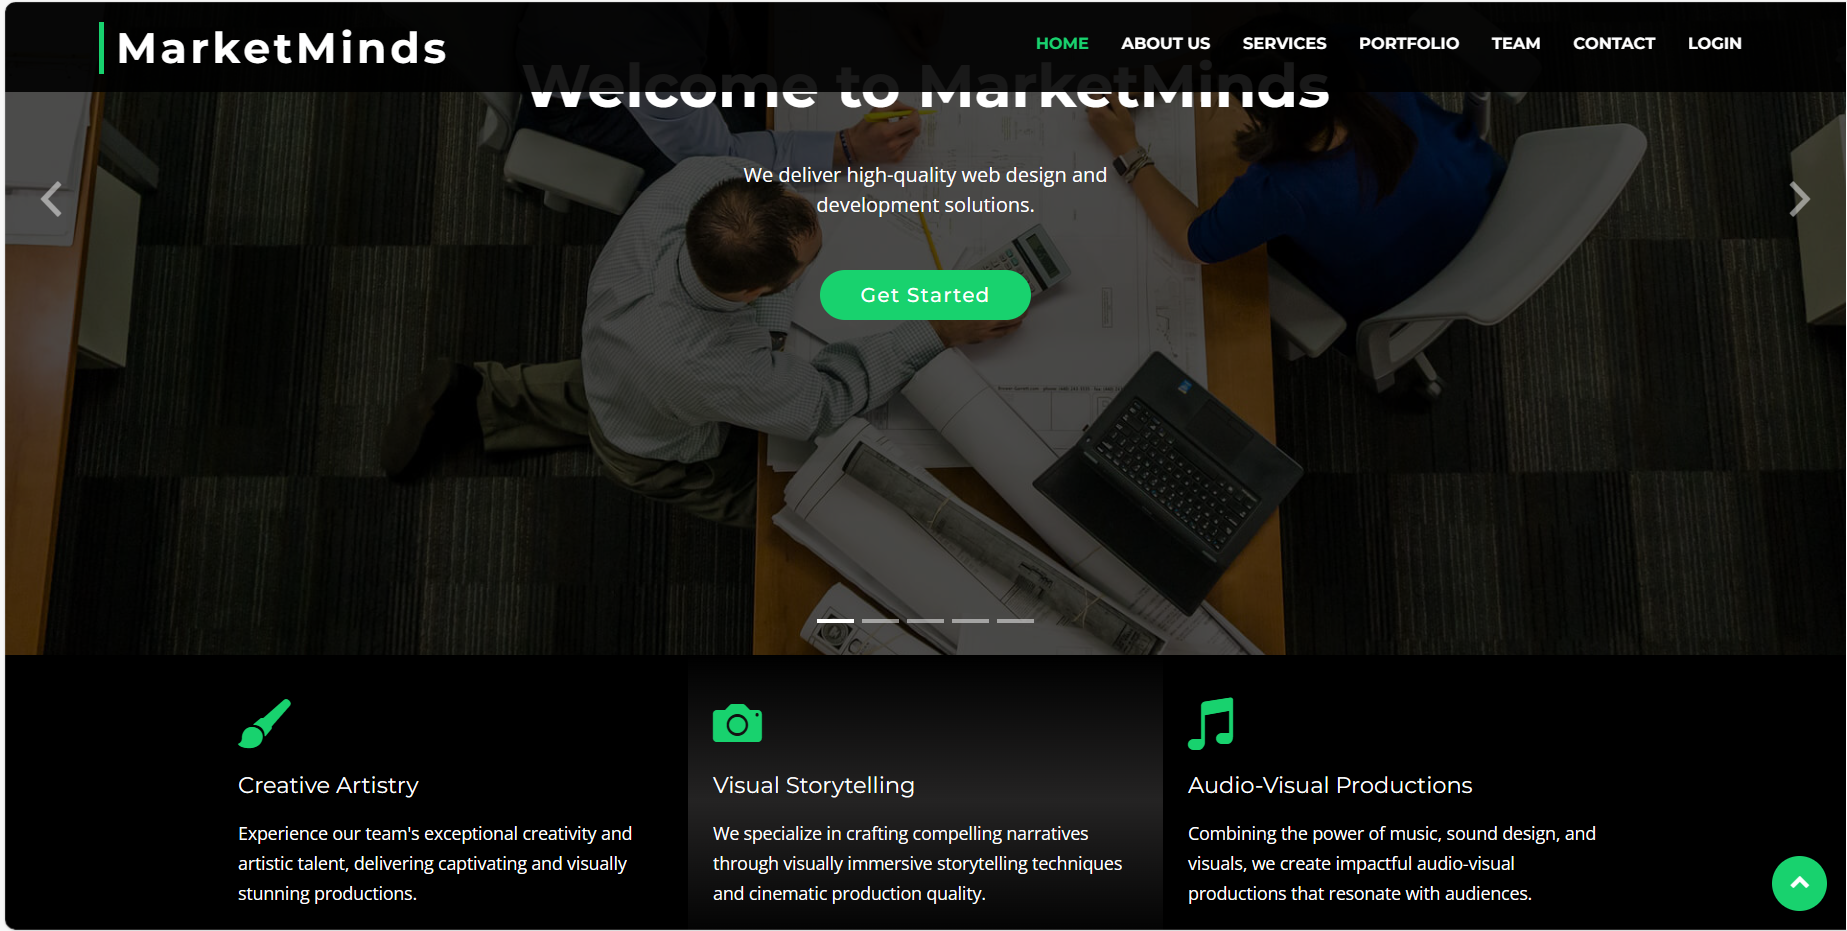 MarketMinds
HOME ABOUT US SERVICES PORTFOLIO TEAM CONTACT LOGIN
Welcome to MarketMinds
We deliver high-quality web design and
development solutions.
Get Started
Creative Artistry
Experience our team's exceptional creativity and
artistic talent, delivering captivating and visually
stunning productions.
Visual Storytelling
We specialize in crafting compelling narratives
through visually immersive storytelling techniques
and cinematic production quality.
Audio-Visual Productions
Combining the power of music, sound design, and
visuals, we create impactful audio-visual
productions that resonate with audiences.